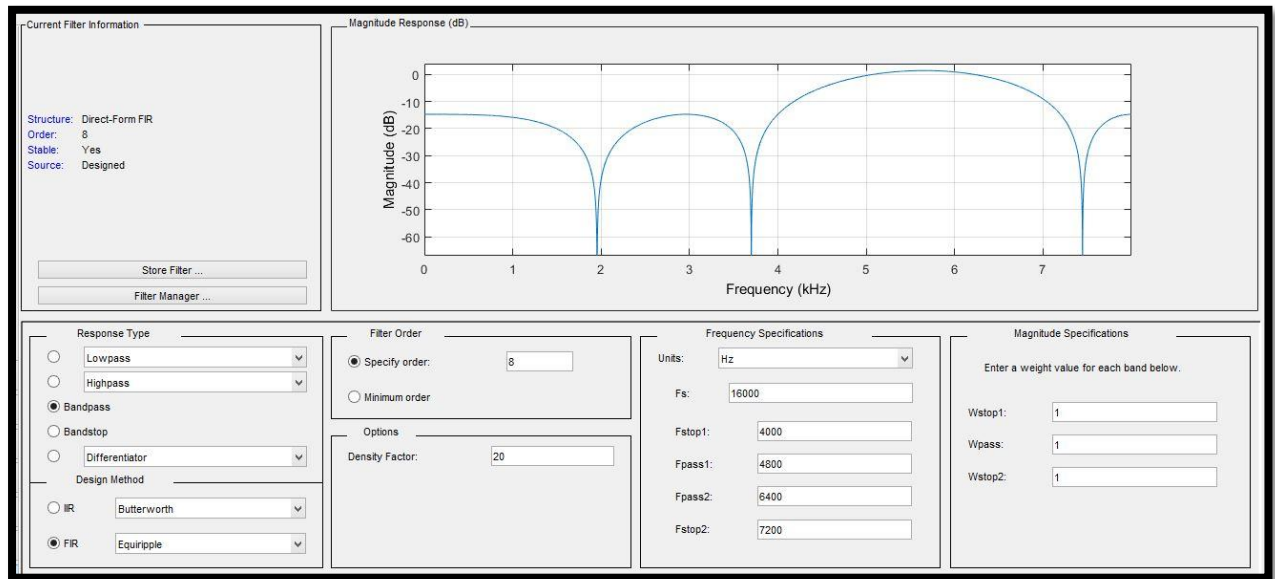 Current Filter Information
Structure: Direct-Form FIR
Order: 8
Stable: Yes
Source: Designed
Store Filter ...
Filter Manager ...
Magnitude Response (dB)
0
-10
-20
-30
-40
-50
-60
Magnitude (dB)
0 1 2 3 4 5 6 7
Frequency (kHz)
Response Type
Lowpass
Highpass
Bandpass
Bandstop
Differentiator
Design Method
IIR Butterworth
FIR Equiripple
Filter Order
Specify order: 8
Minimum order
Options
Density Factor: 20
Frequency Specifications
Units: Hz
Fs: 16000
Fstop1: 4000
Fpass1: 4800
Fpass2: 6400
Fstop2: 7200
Magnitude Specifications
Enter a weight value for each band below.
Wstop1: 1
Wpass: 1
Wstop2: 1